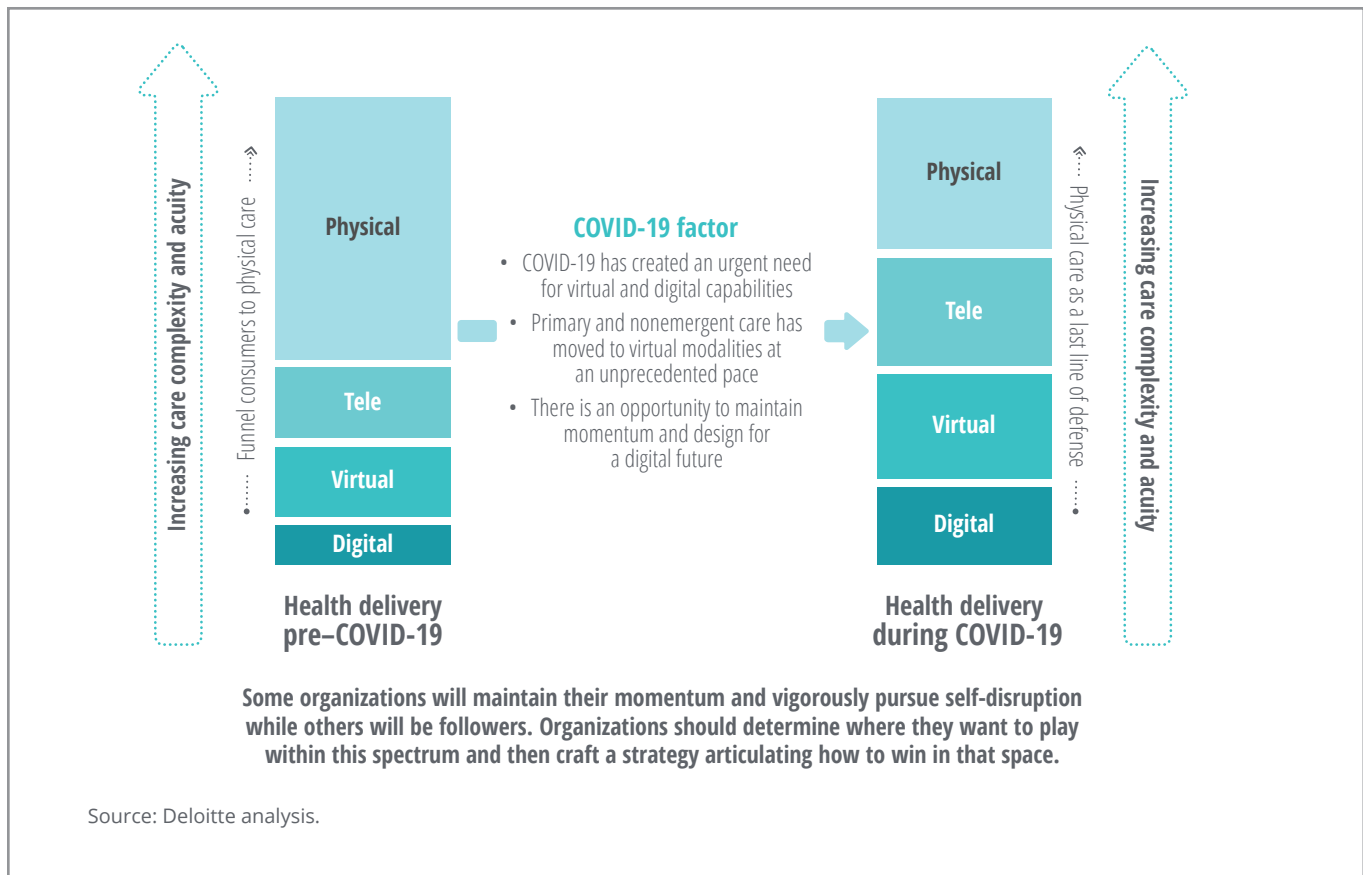 Increasing care complexity and acuity
Funnel consumers to physical care
Physical
Tele
Virtual
Digital
Health delivery
pre–COVID-19
COVID-19 factor
• COVID-19 has created an urgent need
for virtual and digital capabilities
• Primary and nonemergent care has
moved to virtual modalities at
an unprecedented pace
• There is an opportunity to maintain
momentum and design for
a digital future
Physical
Tele
Virtual
Digital
Health delivery
during COVID-19
Physical care as a last line of defense
Increasing care complexity and acuity
Some organizations will maintain their momentum and vigorously pursue self-disruption
while others will be followers. Organizations should determine where they want to play
within this spectrum and then craft a strategy articulating how to win in that space.
Source: Deloitte analysis.